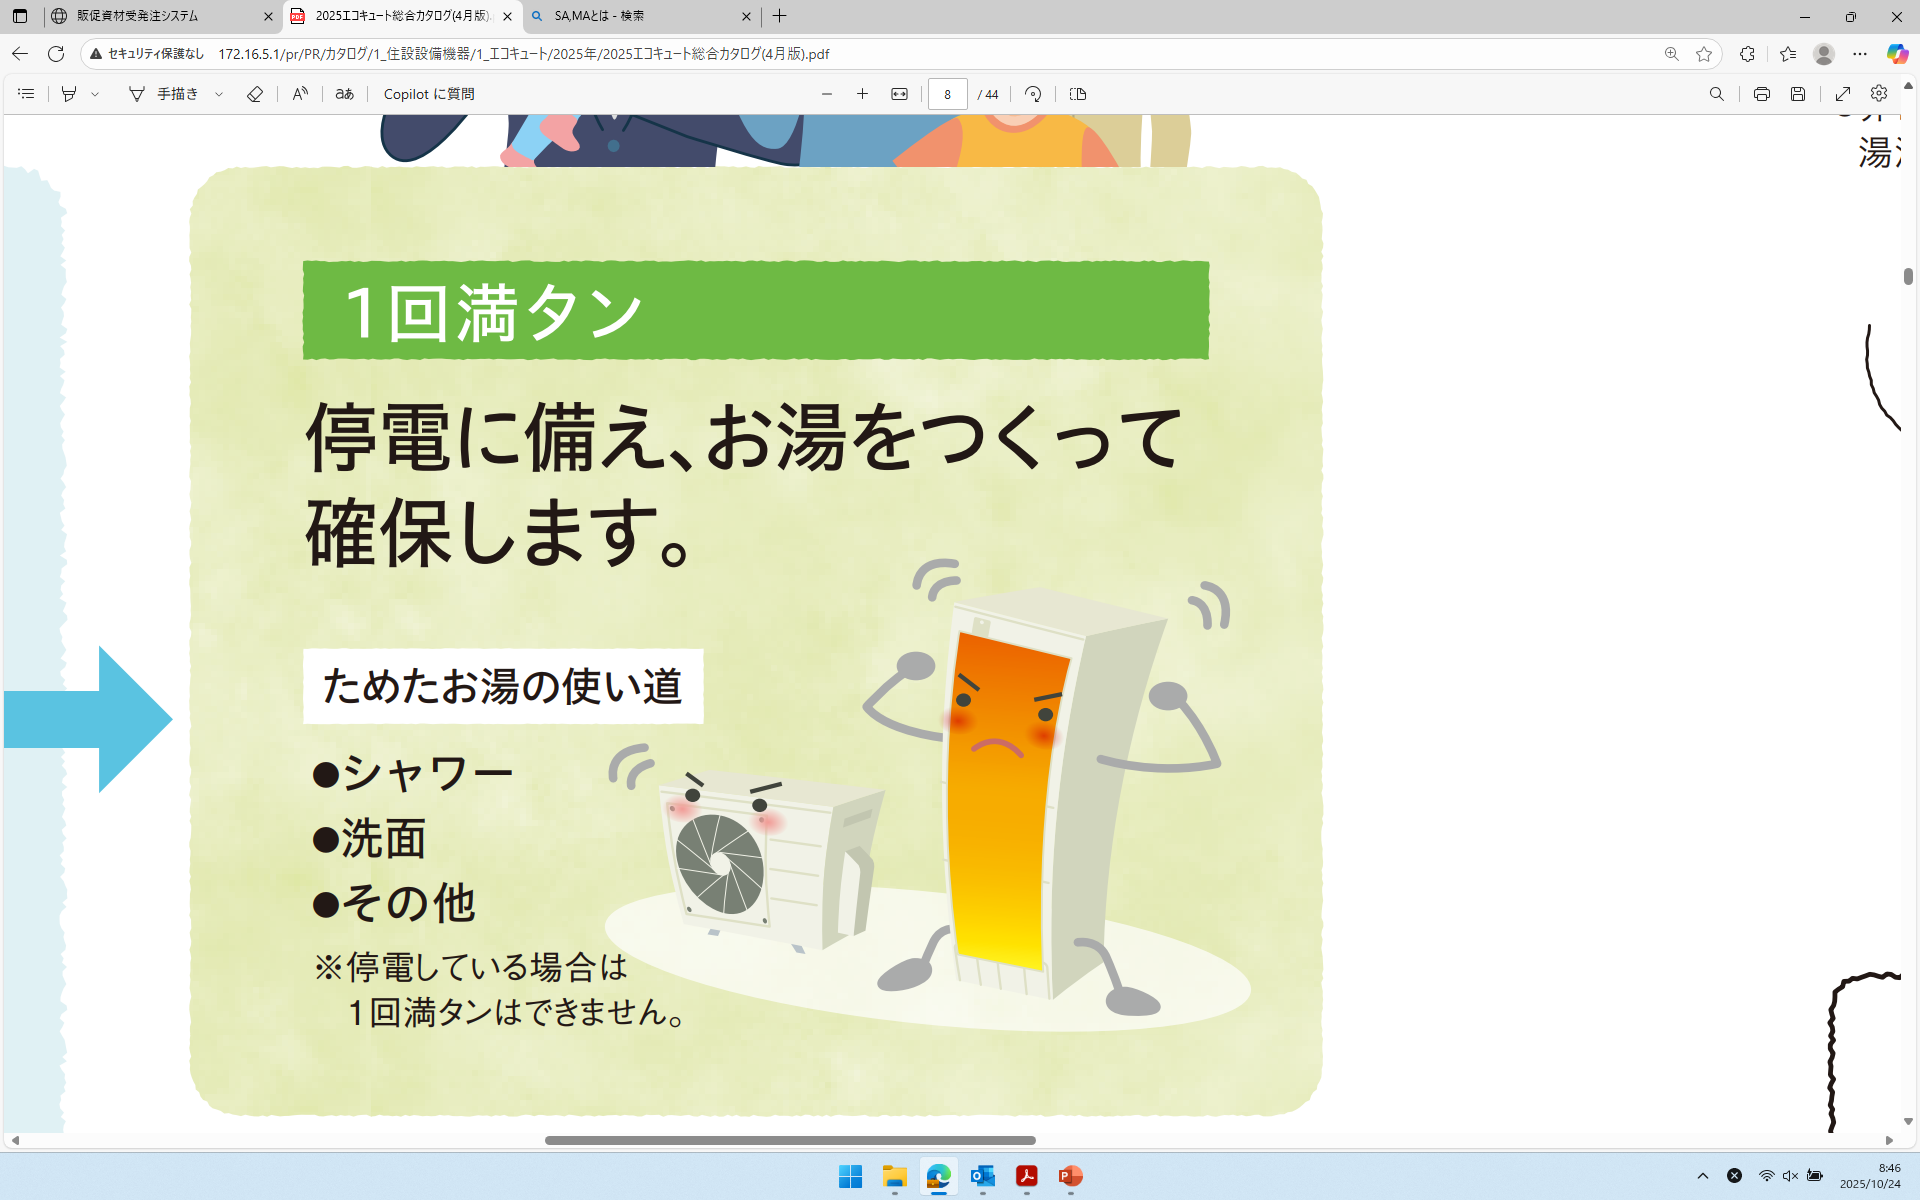 販促資材受発注システム
2025エコキュート総合カタログ(4月版).
SA,MAとは - 検索
セキュリティ保護なし
172.16.5.1/pr/PR/カタログ/1_住設設備機器/1_エコキュート/2025年/2025エコキュート総合カタログ(4月版).pdf
手描き
A
aあ
Copilot に質問
8
/ 44
湯
1回満タン
停電に備え、お湯をつくって
確保します。
ためたお湯の使い道
●シャワー
●洗面
●その他
※停電している場合は
1回満タンはできません。
8:46
2025/10/24